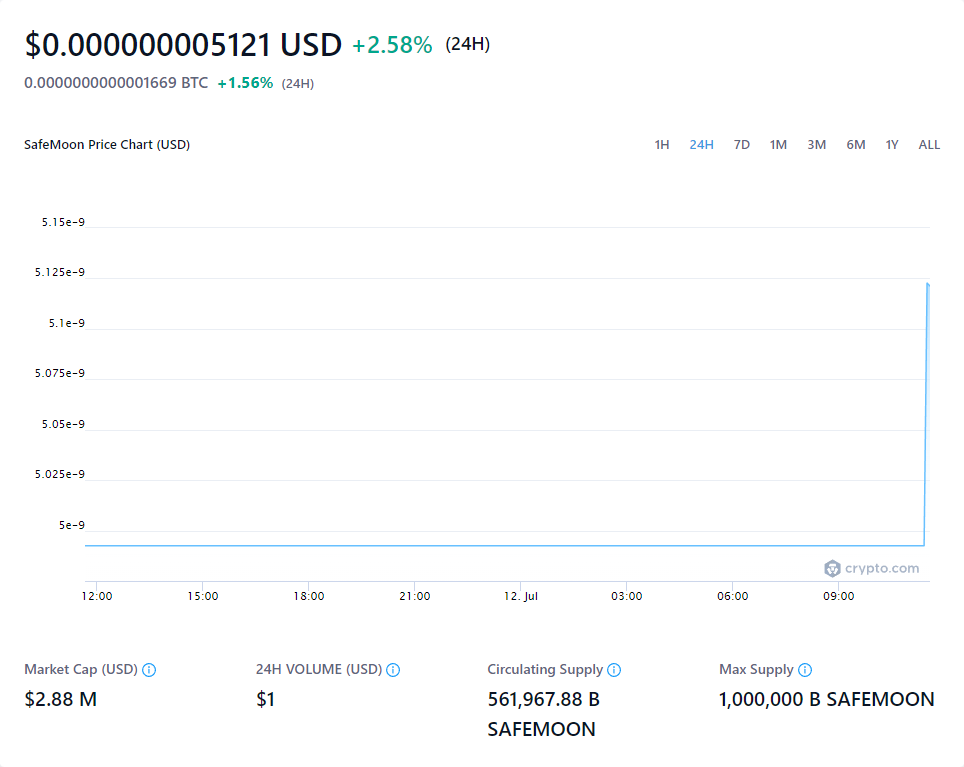 $0.000000005121 USD +2.58% (24H)
0.0000000000001669 BTC +1.56% (24H)
SafeMoon Price Chart (USD) 1H 24H 7D 1M 3M 6M 1Y ALL
5.15e-9
5.125e-9
5.1e-9
5.075e-9
5.05e-9
5.025e-9
5e-9
crypto.com
12:00 15:00 18:00 21:00 12. Jul 03:00 06:00 09:00
Market Cap (USD) 24H VOLUME (USD) Circulating Supply Max Supply
$2.88 M $1 561,967.88 B 1,000,000 B SAFEMOON
SAFEMOON